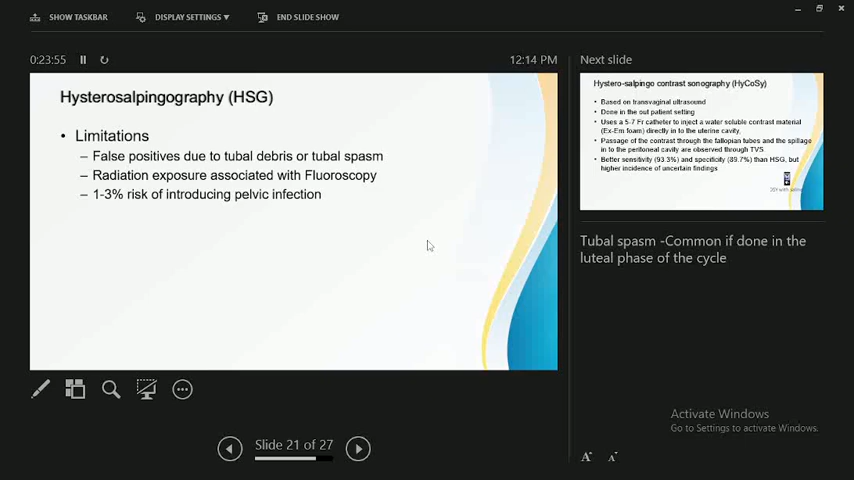 SHOW TASKBAR
DISPLAY SETTINGS ▼
END SLIDE SHOW
0:23:55
12:14 PM
Hysterosalpingography (HSG)
• Limitations
– False positives due to tubal debris or tubal spasm
– Radiation exposure associated with Fluoroscopy
– 1-3% risk of introducing pelvic infection
Next slide
Hystero-salpingo contrast sonography (HyCoSy)
• Based on transvaginal ultrasound
• Done in the out patient setting
• Uses a 5-7 Fr catheter to inject a water soluble contrast material
(Ex-Em foam) directly in to the uterine cavity,
• Passage of the contrast through the fallopian tubes and the spillage
in to the peritoneal cavity are observed through TVS
• Better sensitivity (93.3%) and specificity (89.7%) than HSG, but
higher incidence of uncertain findings
Tubal spasm -Common if done in the
luteal phase of the cycle
Slide 21 of 27
Activate Windows
Go to Settings to activate Windows.
A
A